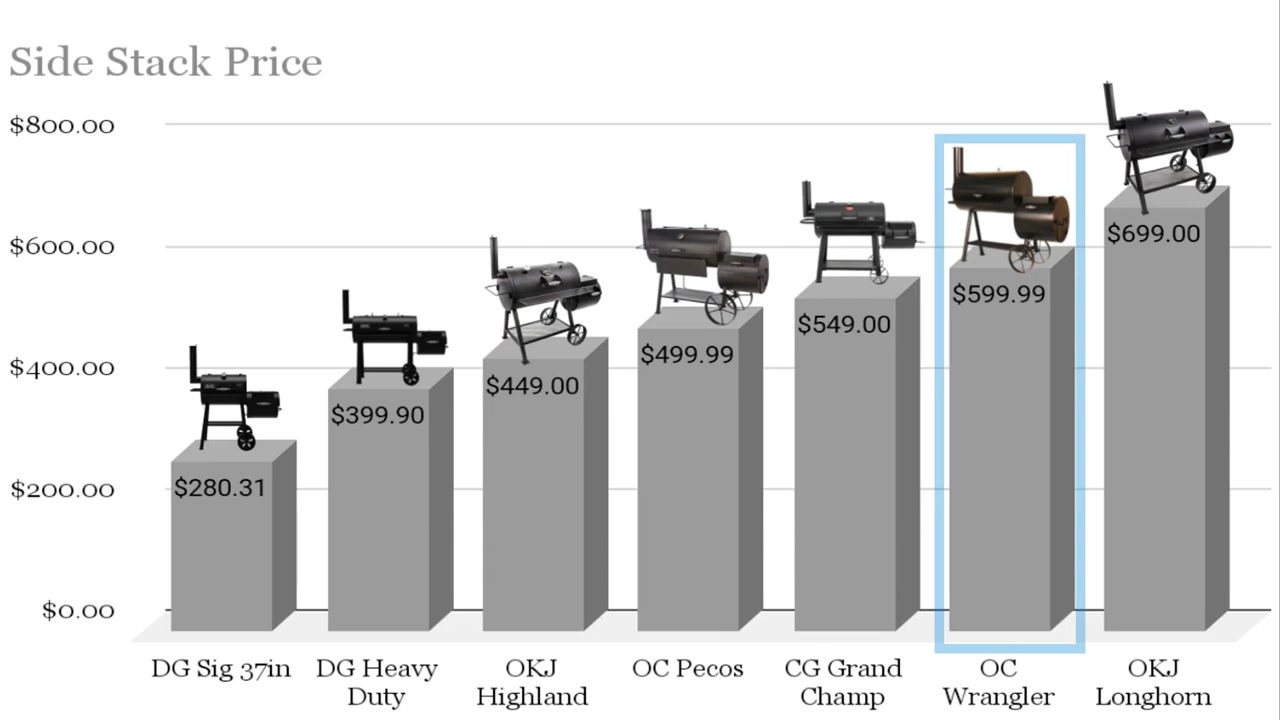 Side Stack Price
$800.00
$600.00
$400.00
$200.00
$0.00
$280.31
$399.90
$449.00
$499.99
$549.00
$599.99
$699.00
DG Sig 37in
DG Heavy
Duty
OKJ
Highland
OC Pecos
CG Grand
Champ
OC
Wrangler
OKJ
Longhorn